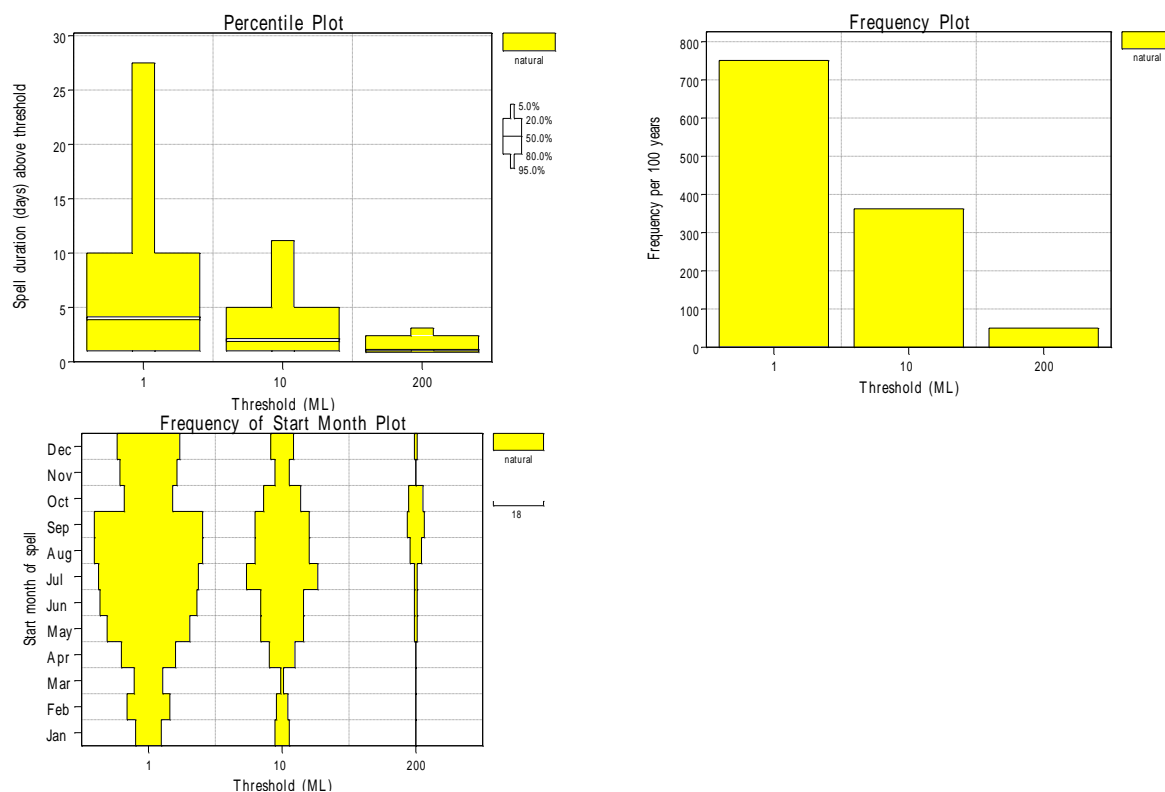 Percentile Plot
30
25
20
15
10
5
0
Spell duration (days) above threshold
1
10
200
Threshold (ML)
natural
5.0%
20.0%
50.0%
80.0%
95.0%
Frequency Plot
800
700
600
500
400
300
200
100
0
Frequency per 100 years
1
10
200
Threshold (ML)
natural
Frequency of Start Month Plot
Dec
Nov
Oct
Sep
Aug
Jul
Jun
May
Apr
Mar
Feb
Jan
Start month of spell
1
10
200
Threshold (ML)
natural
18